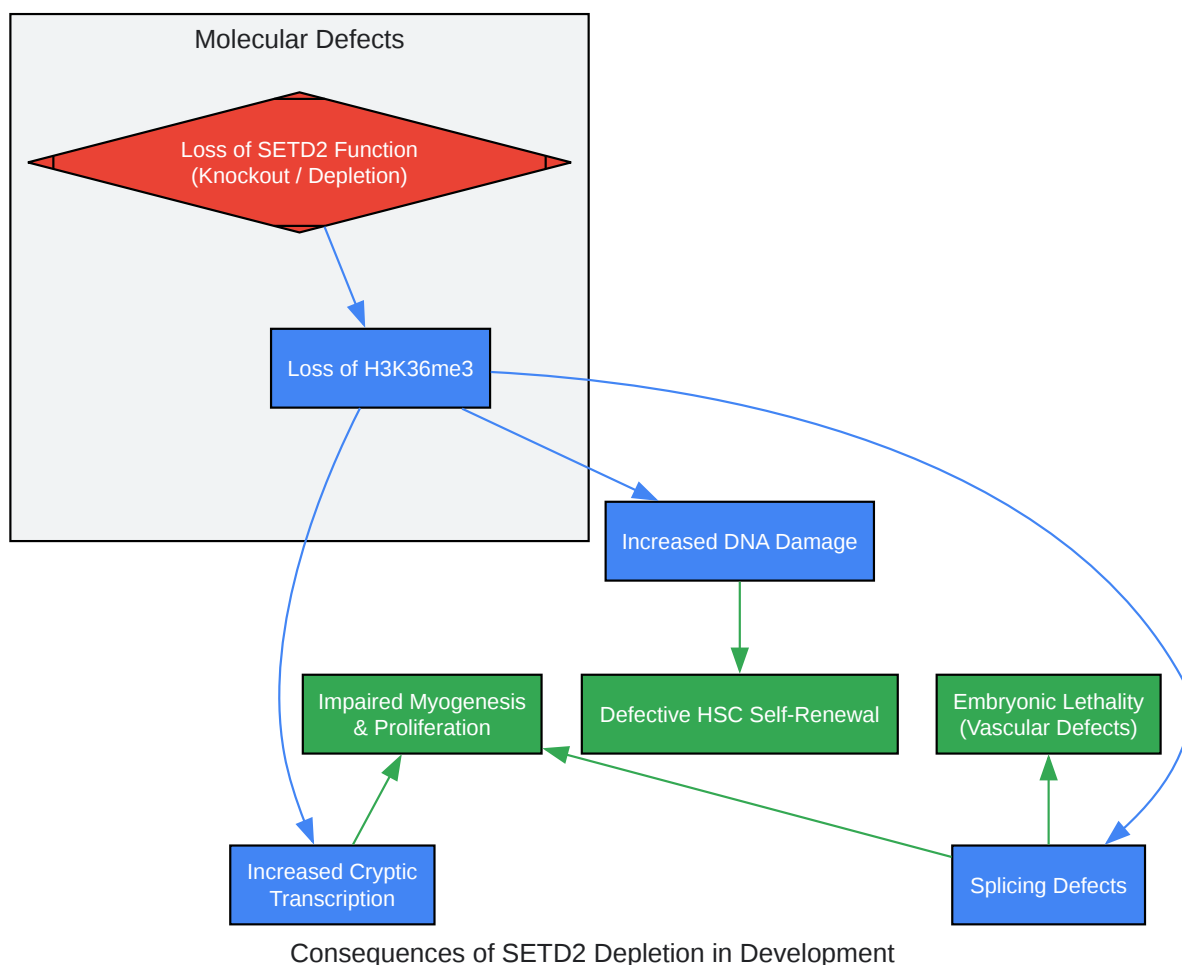 Molecular Defects
Loss of SETD2 Function
(Knockout / Depletion)
Loss of H3K36me3
Increased DNA Damage
Impaired Myogenesis
& Proliferation
Defective HSC Self-Renewal
Embryonic Lethality
(Vascular Defects)
Increased Cryptic
Transcription
Splicing Defects
Consequences of SETD2 Depletion in Development